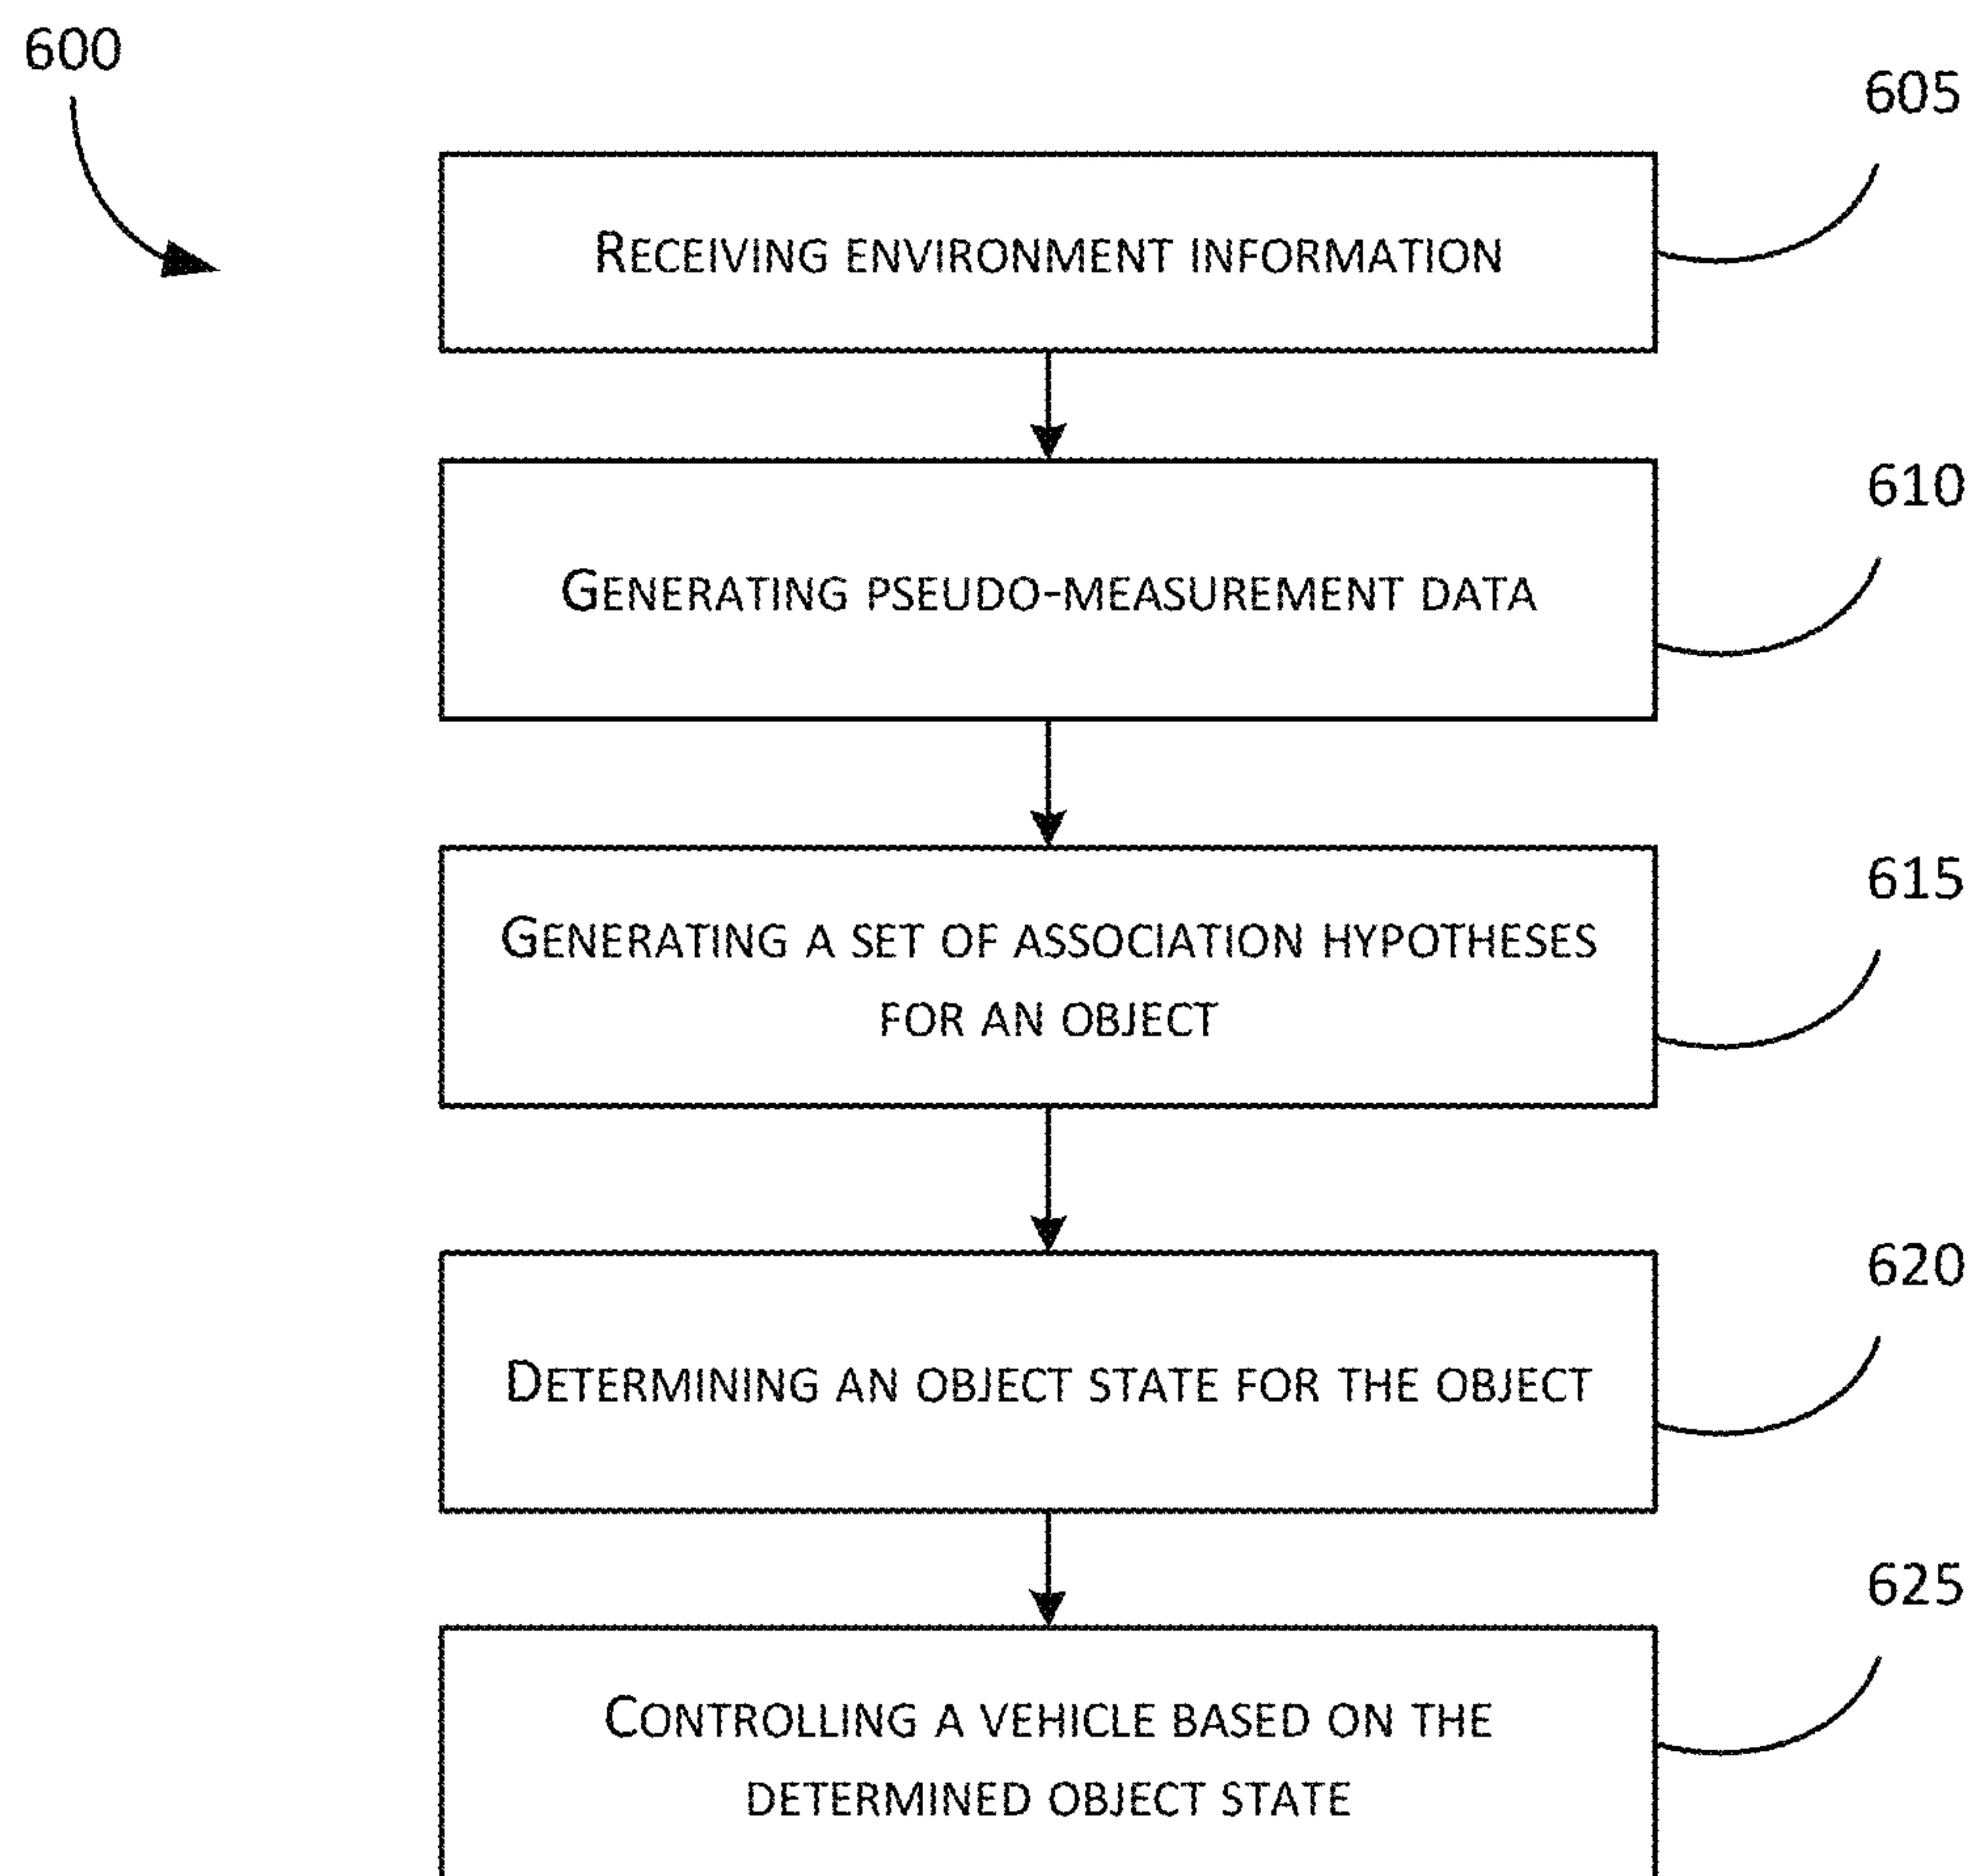 600
605
RECEIVING ENVIRONMENT INFORMATION
610
GENERATING PSEUDO-MEASUREMENT DATA
615
GENERATING A SET OF ASSOCIATION HYPOTHESES
FOR AN OBJECT
620
DETERMINING AN OBJECT STATE FOR THE OBJECT
625
CONTROLLING A VEHICLE BASED ON THE
DETERMINED OBJECT STATE